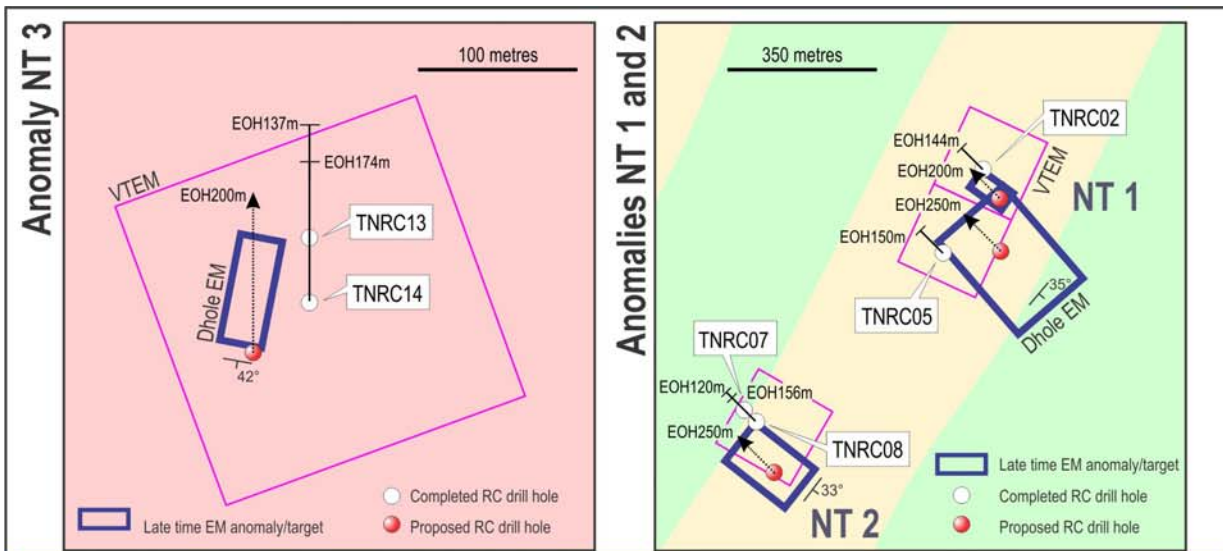 Anomaly NT 3
100 metres
EOH137m
EOH174m
VTEM
EOH200m
TNRC13
Dhole EM
TNRC14
42°
Late time EM anomaly/target
Completed RC drill hole
Proposed RC drill hole
Anomalies NT 1 and 2
350 metres
TNRC02
EOH144m
EOH200m
VTEM
NT 1
EOH250m
EOH150m
35°
Dhole EM
TNRC05
TNRC07
EOH120m
EOH156m
EOH250m
TNRC08
33°
NT 2
Late time EM anomaly/target
Completed RC drill hole
Proposed RC drill hole